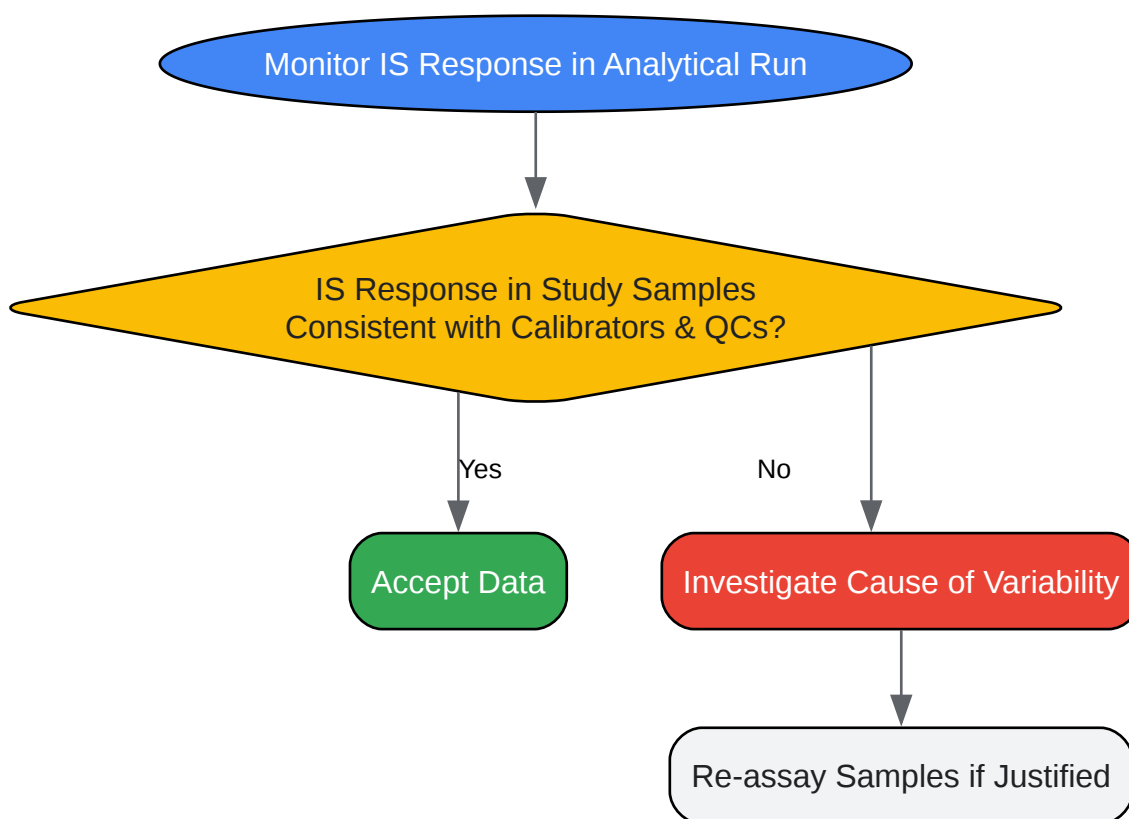 Monitor IS Response in Analytical Run
IS Response in Study Samples
Consistent with Calibrators & QCs?
Yes
No
Accept Data
Investigate Cause of Variability
Re-assay Samples if Justified